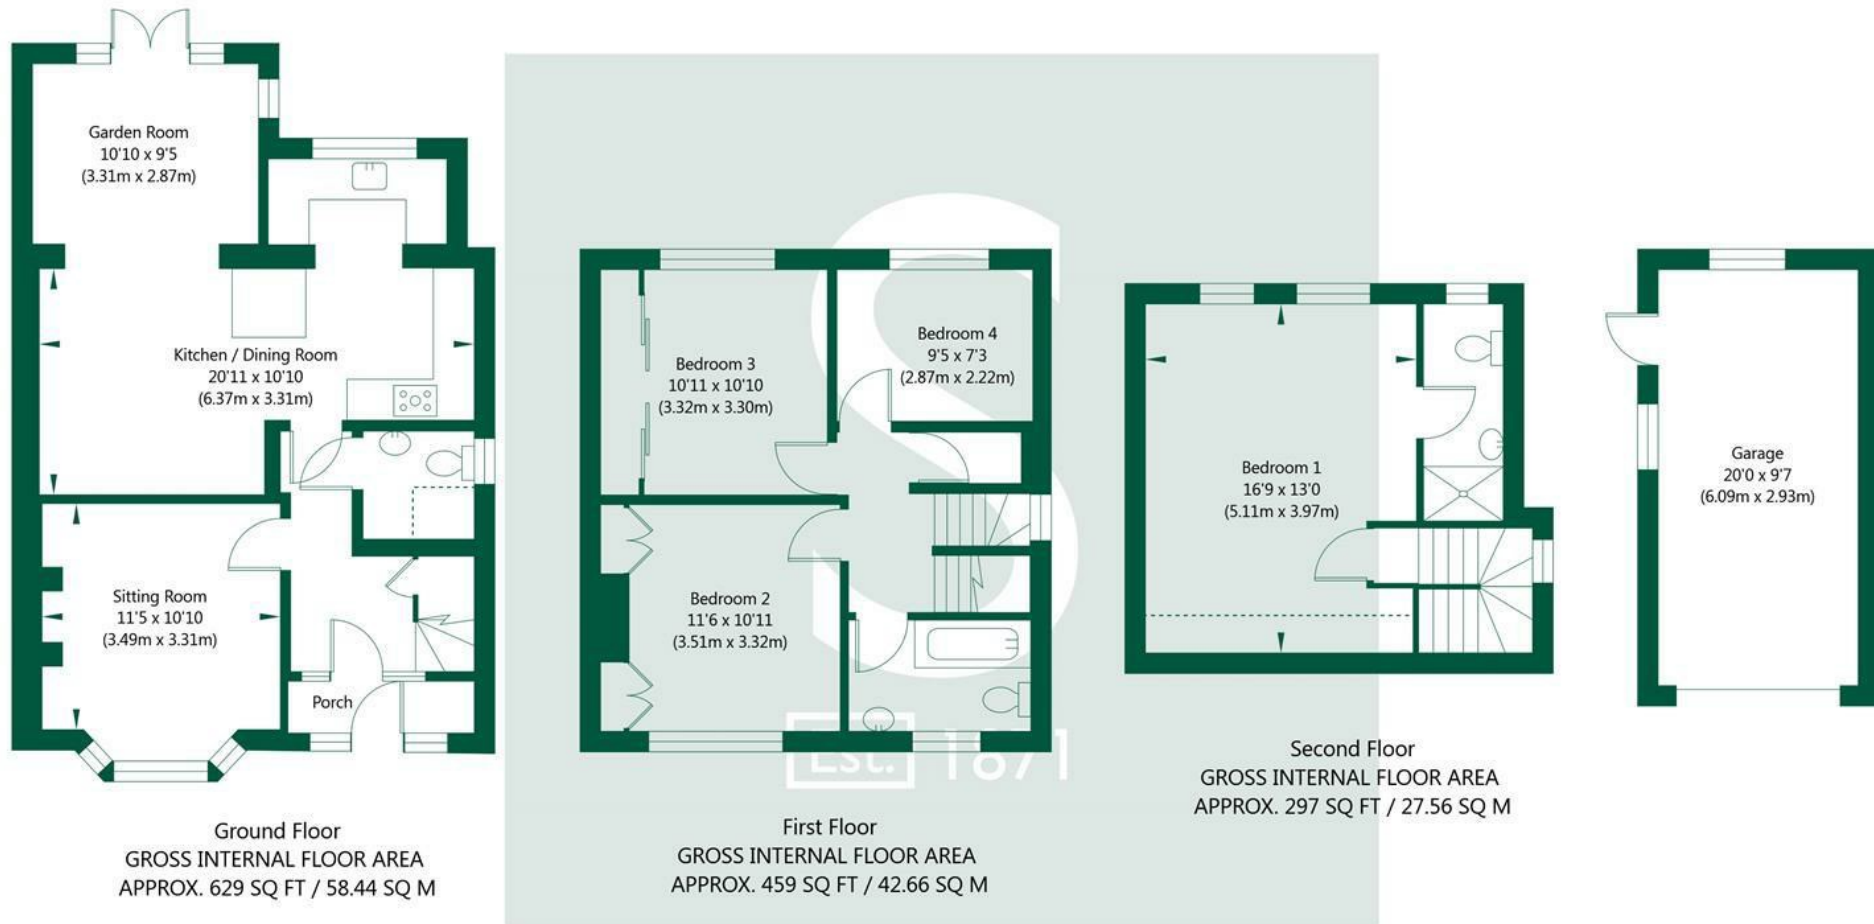 Garden Room
10'10 x 9'5
(3.31m x 2.87m)
Kitchen / Dining Room
20'11 x 10'10
(6.37m x 3.31m)
Sitting Room
11'5 x 10'10
(3.49m x 3.31m)
Porch
Ground Floor
GROSS INTERNAL FLOOR AREA
APPROX. 629 SQ FT / 58.44 SQ M
Bedroom 3
10'11 x 10'10
(3.32m x 3.30m)
Bedroom 4
9'5 x 7'3
(2.87m x 2.22m)
Bedroom 2
11'6 x 10'11
(3.51m x 3.32m)
S
Est. 1871
First Floor
GROSS INTERNAL FLOOR AREA
APPROX. 459 SQ FT / 42.66 SQ M
Bedroom 1
16'9 x 13'0
(5.11m x 3.97m)
Second Floor
GROSS INTERNAL FLOOR AREA
APPROX. 297 SQ FT / 27.56 SQ M
Garage
20'0 x 9'7
(6.09m x 2.93m)